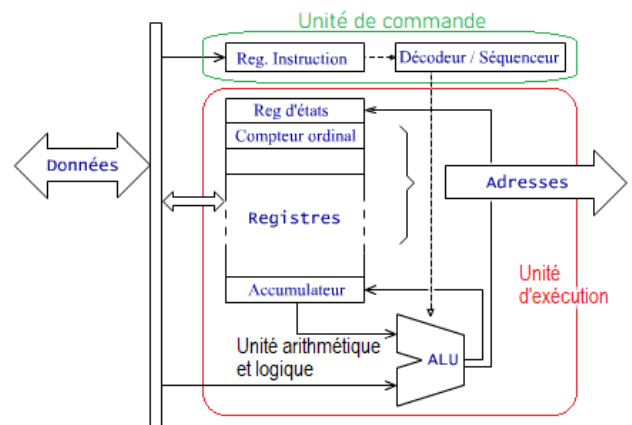 Unité de commande
Reg. Instruction
Décodeur / Séquenceur
Reg d'états
Compteur ordinal
Données
Adresses
Registres
Accumulateur
Unité
d'exécution
Unité arithmétique
et logique
ALU